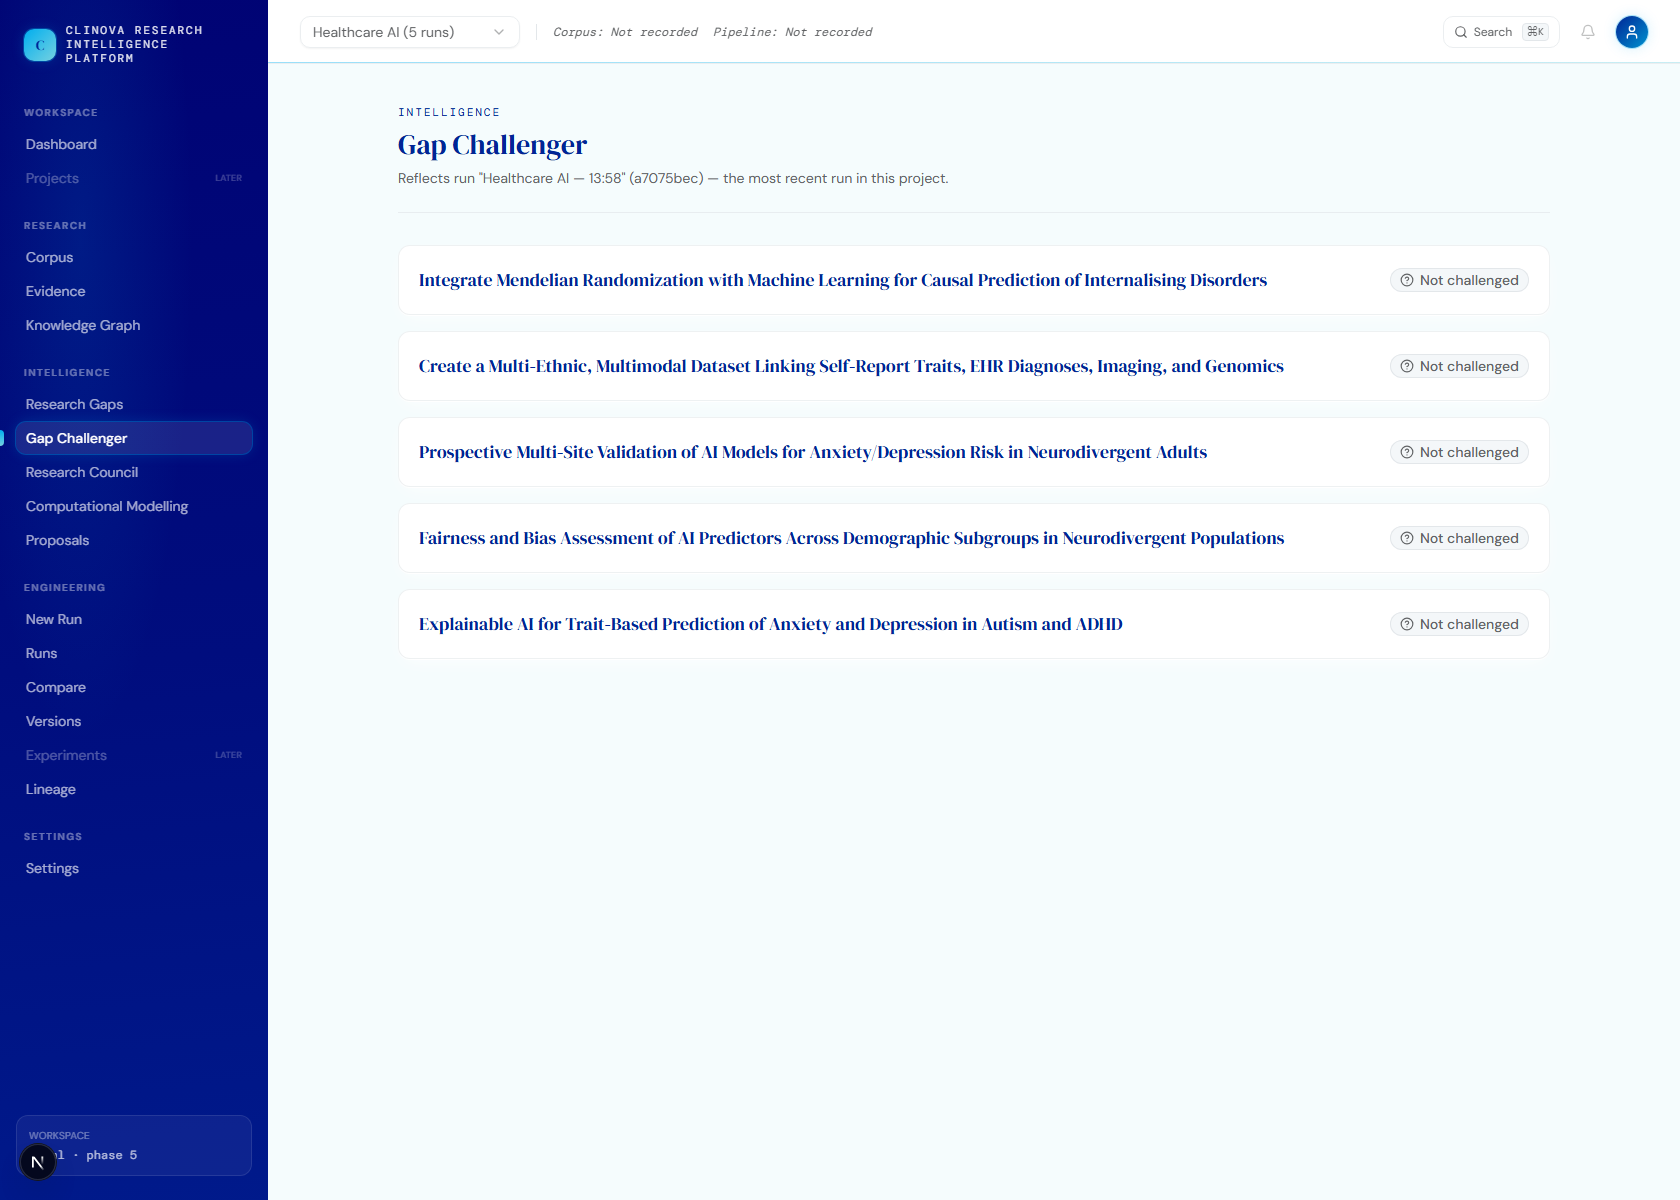 CLINOVA RESEARCH
INTELLIGENCE
PLATFORM
C
WORKSPACE
Dashboard
Projects LATER
RESEARCH
Corpus
Evidence
Knowledge Graph
INTELLIGENCE
Research Gaps
Gap Challenger
Research Council
Computational Modelling
Proposals
ENGINEERING
New Run
Runs
Compare
Versions
Experiments LATER
Lineage
SETTINGS
Settings
WORKSPACE
· phase 5
N
Healthcare AI (5 runs)
Corpus: Not recorded Pipeline: Not recorded
Search ⌘K
INTELLIGENCE
Gap Challenger
Reflects run "Healthcare AI — 13:58" (a7075bec) — the most recent run in this project.
Integrate Mendelian Randomization with Machine Learning for Causal Prediction of Internalising Disorders Not challenged
Create a Multi-Ethnic, Multimodal Dataset Linking Self-Report Traits, EHR Diagnoses, Imaging, and Genomics Not challenged
Prospective Multi-Site Validation of AI Models for Anxiety/Depression Risk in Neurodivergent Adults Not challenged
Fairness and Bias Assessment of AI Predictors Across Demographic Subgroups in Neurodivergent Populations Not challenged
Explainable AI for Trait-Based Prediction of Anxiety and Depression in Autism and ADHD Not challenged